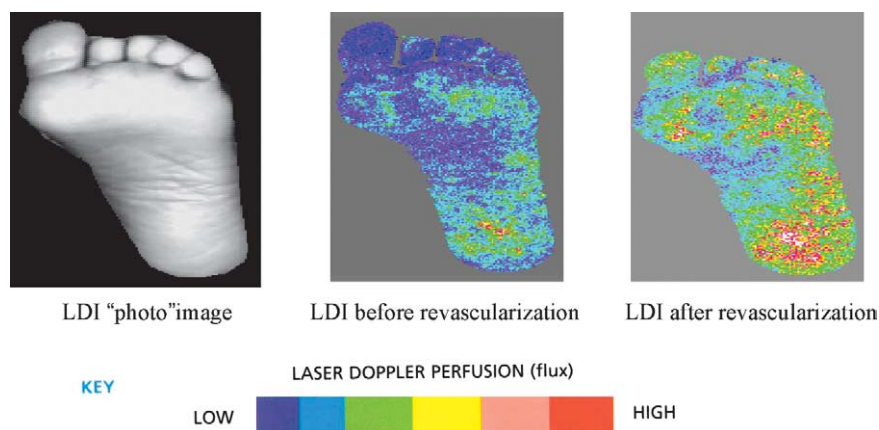 LDI “photo”image
LDI before revascularization
LDI after revascularization
LASER DOPPLER PERFUSION (flux)
KEY
LOW
HIGH